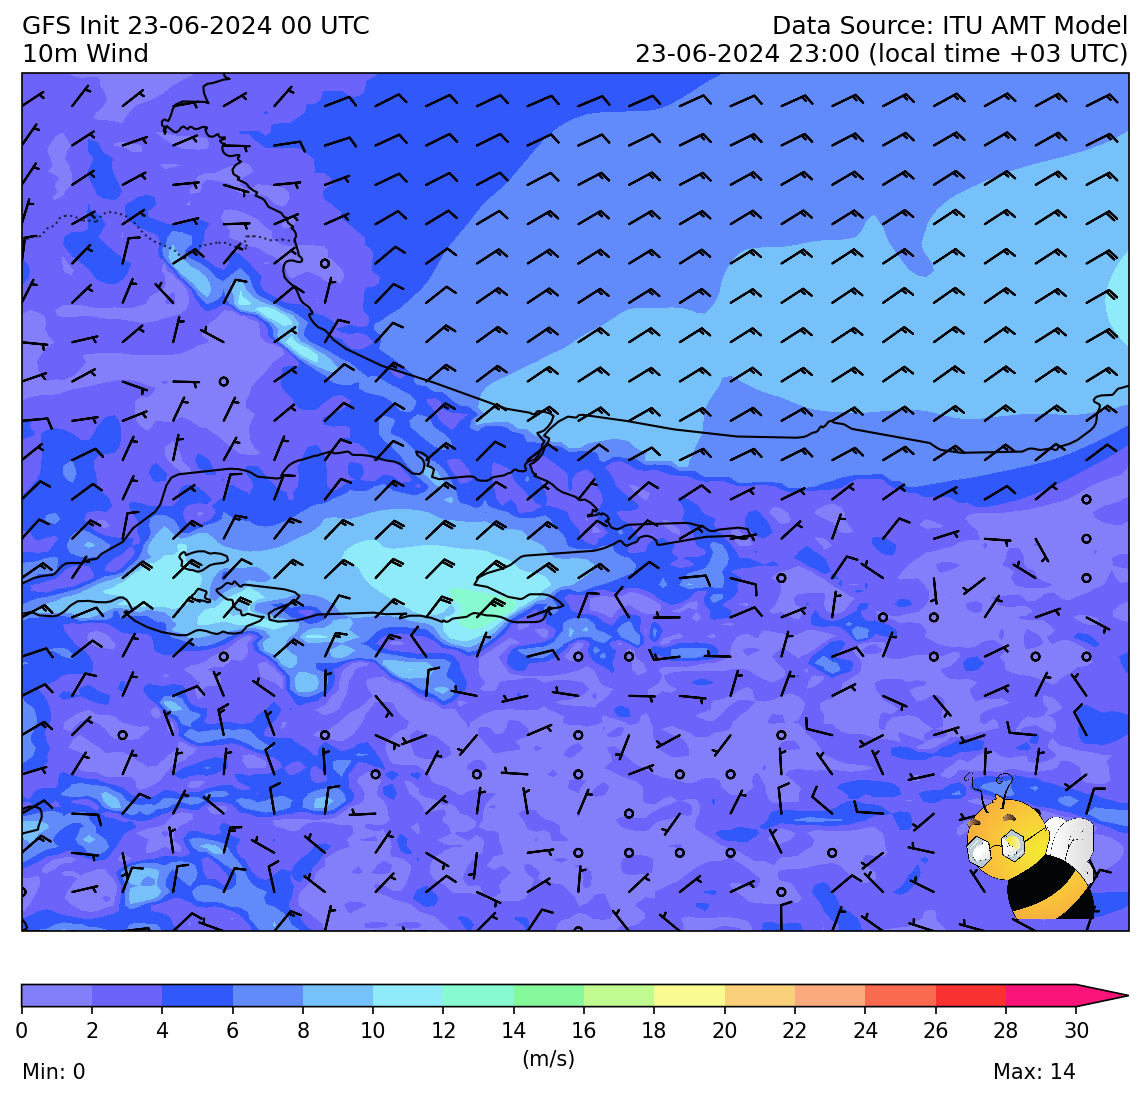 GFS Init 23-06-2024 00 UTC
Data Source: ITU AMT Model
10m Wind
23-06-2024 23:00 (local time +03 UTC)
0 2 4 6 8 10 12 14 16 18 20 22 24 26 28 30
(m/s)
Min: 0
Max: 14